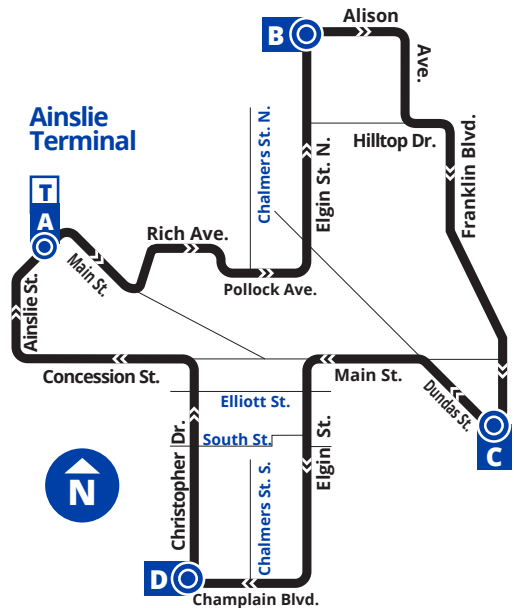 B
Alison
Ave.
Ainslie
Terminal
Chalmers St. N.
Elgin St. N.
Hilltop Dr.
Franklin Blvd.
T
A
Rich Ave.
Main St.
Pollock Ave.
Ainslie St.
Concession St.
Main St.
Dundas St.
Elliott St.
C
South St.
Christopher Dr.
Elgin St.
N
Chalmers St. S.
D
Champlain Blvd.